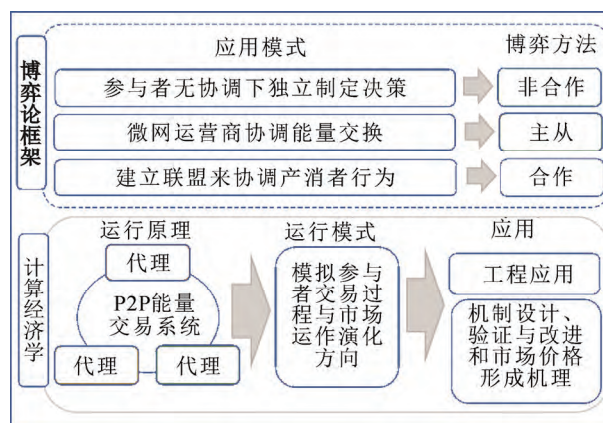 应用模式
博弈方法
博弈论框架
参与者无协调下独立制定决策
非合作
微网运营商协调能量交换
主从
建立联盟来协调产消者行为
合作
计算经济学
运行原理
运行模式
应用
代理
P2P能量
交易系统
代理
代理
模拟参与
者交易过
程与市场
运作演化
方向
工程应用
机制设计、
验证与改进
和市场价格
形成机理